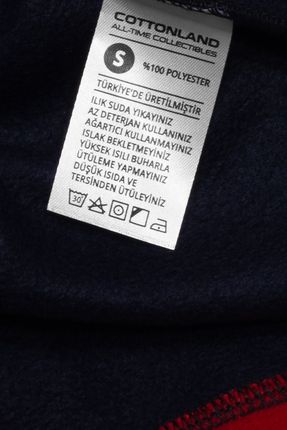 COTTONLAND
ALL-TIME COLLECTIBLES
S
%100 POLYESTER
TÜRKİYE'DE ÜRETİLMİŞTİR
ILIK SUDA YIKAYINIZ
AZ DETERJAN KULLANINIZ
AĞARTICI KULLANMAYINIZ
ISLAK BEKLETMEYİNİZ
YÜKSEK ISILI BUHARLA
ÜTÜLEME YAPMAYINIZ
DÜŞÜK ISIDA VE
TERSİNDEN ÜTÜLEYİNİZ
30